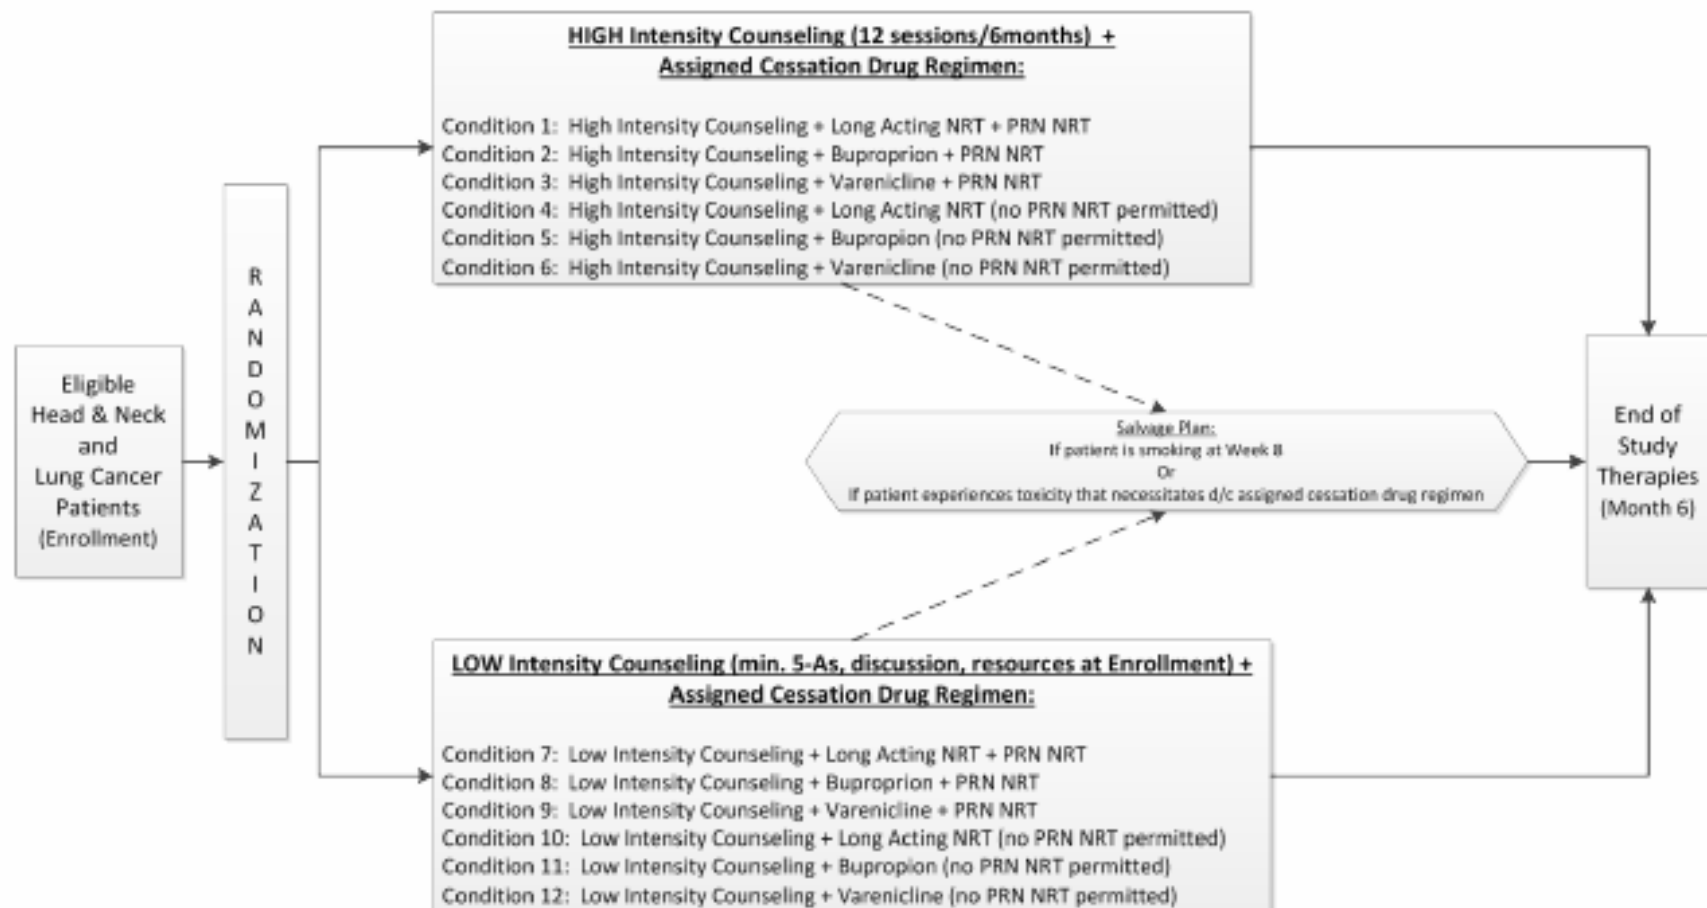 HIGH Intensity Counseling (12 sessions/6months) +
Assigned Cessation Drug Regimen:
Condition 1: High Intensity Counseling + Long Acting NRT + PRN NRT
Condition 2: High Intensity Counseling + Buproprion + PRN NRT
Condition 3: High Intensity Counseling + Varenicline + PRN NRT
Condition 4: High Intensity Counseling + Long Acting NRT (no PRN NRT permitted)
Condition 5: High Intensity Counseling + Bupropion (no PRN NRT permitted)
Condition 6: High Intensity Counseling + Varenicline (no PRN NRT permitted)
Eligible
Head & Neck
and
Lung Cancer
Patients
(Enrollment)
R
A
N
D
O
M
I
Z
A
T
I
O
N
Salvage Plan:
If patient is smoking at Week 8
Or
If patient experiences toxicity that necessitates d/c assigned cessation drug regimen
End of
Study
Therapies
(Month 6)
LOW Intensity Counseling (min. 5-As, discussion, resources at Enrollment) +
Assigned Cessation Drug Regimen:
Condition 7: Low Intensity Counseling + Long Acting NRT + PRN NRT
Condition 8: Low Intensity Counseling + Buproprion + PRN NRT
Condition 9: Low Intensity Counseling + Varenicline + PRN NRT
Condition 10: Low Intensity Counseling + Long Acting NRT (no PRN NRT permitted)
Condition 11: Low Intensity Counseling + Bupropion (no PRN NRT permitted)
Condition 12: Low Intensity Counseling + Varenicline (no PRN NRT permitted)